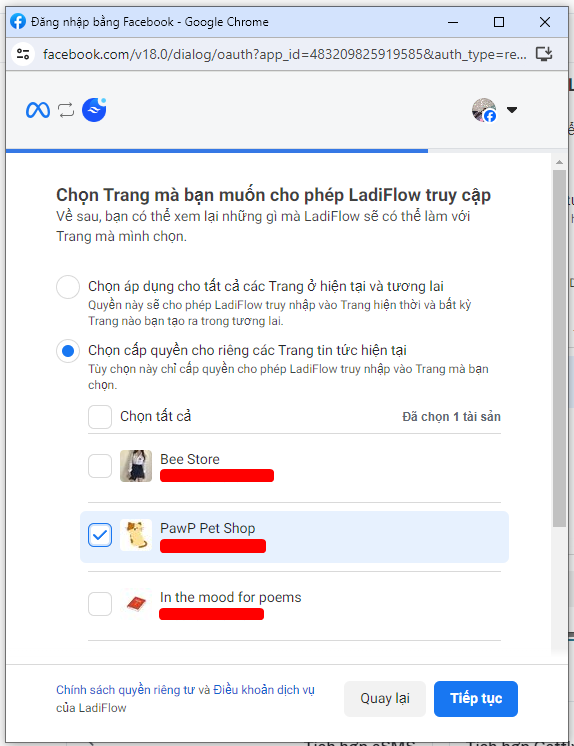 Đăng nhập bằng Facebook - Google Chrome
facebook.com/v18.0/dialog/oauth?app_id=483209825919585&auth_type=re...
Chọn Trang mà bạn muốn cho phép LadiFlow truy cập
Về sau, bạn có thể xem lại những gì mà LadiFlow sẽ có thể làm với
Trang mà mình chọn.
Chọn áp dụng cho tất cả các Trang ở hiện tại và tương lai
Quyền này sẽ cho phép LadiFlow truy nhập vào Trang hiện thời và bất kỳ
Trang nào bạn tạo ra trong tương lai.
Chọn cấp quyền cho riêng các Trang tin tức hiện tại
Tùy chọn này chỉ cấp quyền cho phép LadiFlow truy nhập vào Trang mà bạn
chọn.
Chọn tất cả
Đã chọn 1 tài sản
Bee Store
PawP Pet Shop
In the mood for poems
Chính sách quyền riêng tư và Điều khoản dịch vụ
của LadiFlow
Quay lại
Tiếp tục